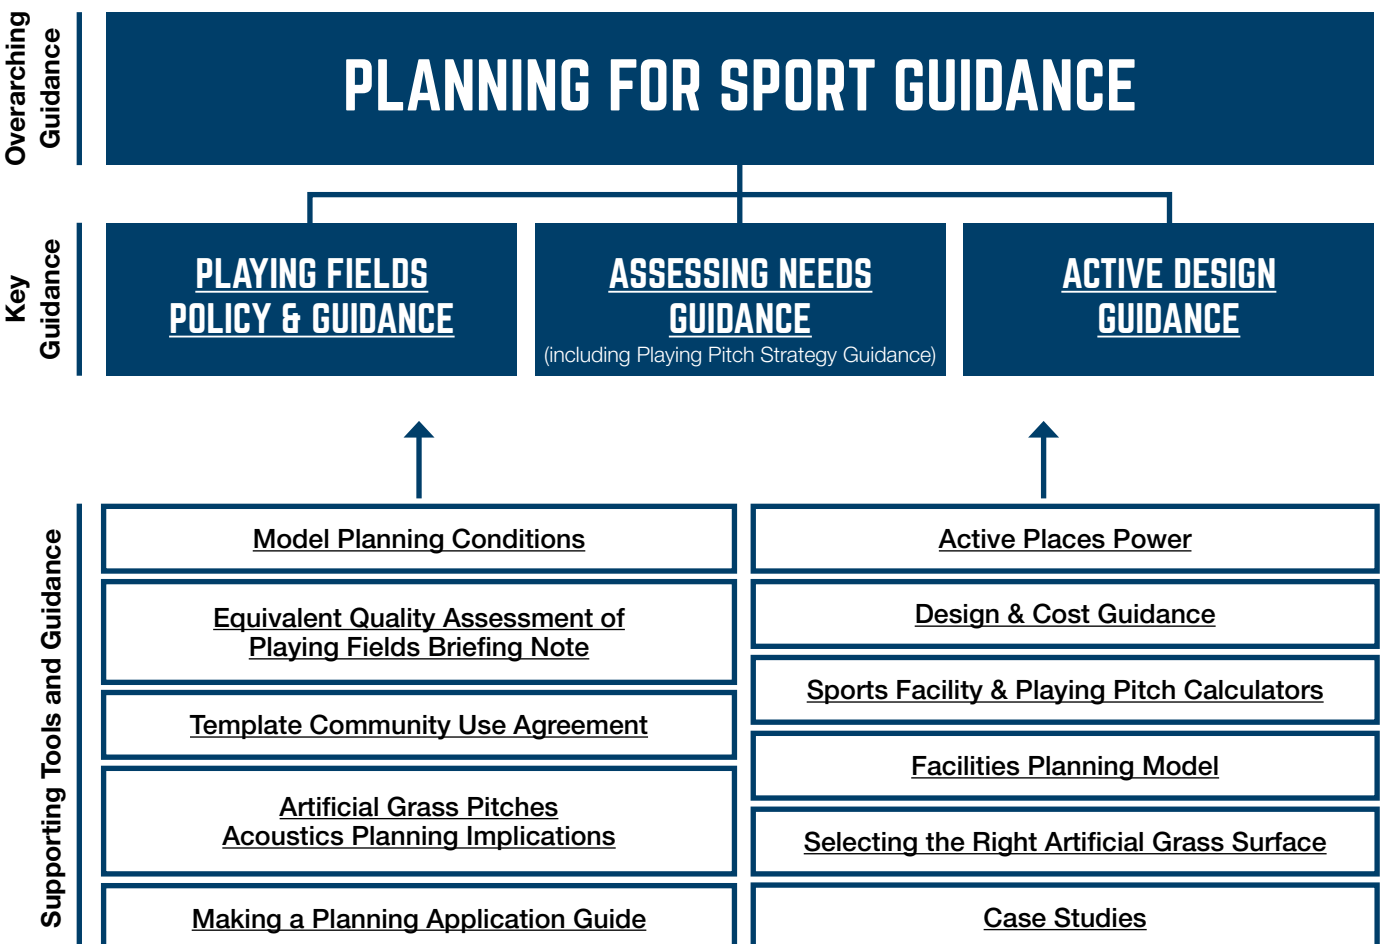 Overarching
Guidance
PLANNING FOR SPORT GUIDANCE
Key
Guidance
PLAYING FIELDS
POLICY & GUIDANCE
ASSESSING NEEDS
GUIDANCE
(including Playing Pitch Strategy Guidance)
ACTIVE DESIGN
GUIDANCE
Supporting Tools and Guidance
Model Planning Conditions
Equivalent Quality Assessment of
Playing Fields Briefing Note
Template Community Use Agreement
Artificial Grass Pitches
Acoustics Planning Implications
Making a Planning Application Guide
Active Places Power
Design & Cost Guidance
Sports Facility & Playing Pitch Calculators
Facilities Planning Model
Selecting the Right Artificial Grass Surface
Case Studies